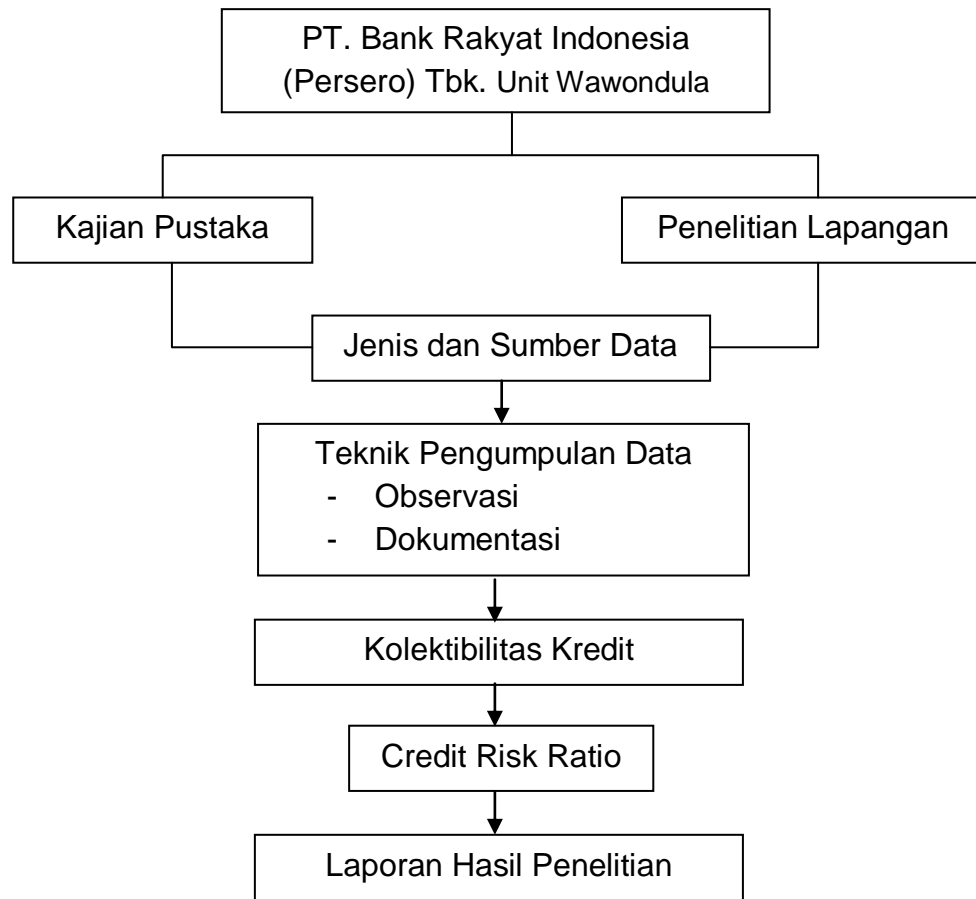 PT. Bank Rakyat Indonesia
(Persero) Tbk. Unit Wawondula
Kajian Pustaka
Penelitian Lapangan
Jenis dan Sumber Data
Teknik Pengumpulan Data
- Observasi
- Dokumentasi
Kolektibilitas Kredit
Credit Risk Ratio
Laporan Hasil Penelitian